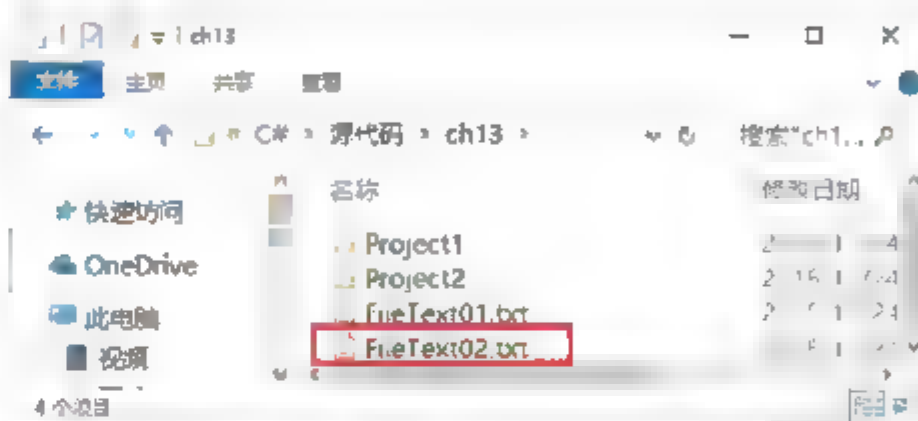 ch13
文件 主页 共享 查看
C# 源代码 ch13 搜索"ch1...
名称 修改日期
快速访问
OneDrive
此电脑
视频
Project1
Project2
FileText01.txt
FileText02.txt
4 个项目